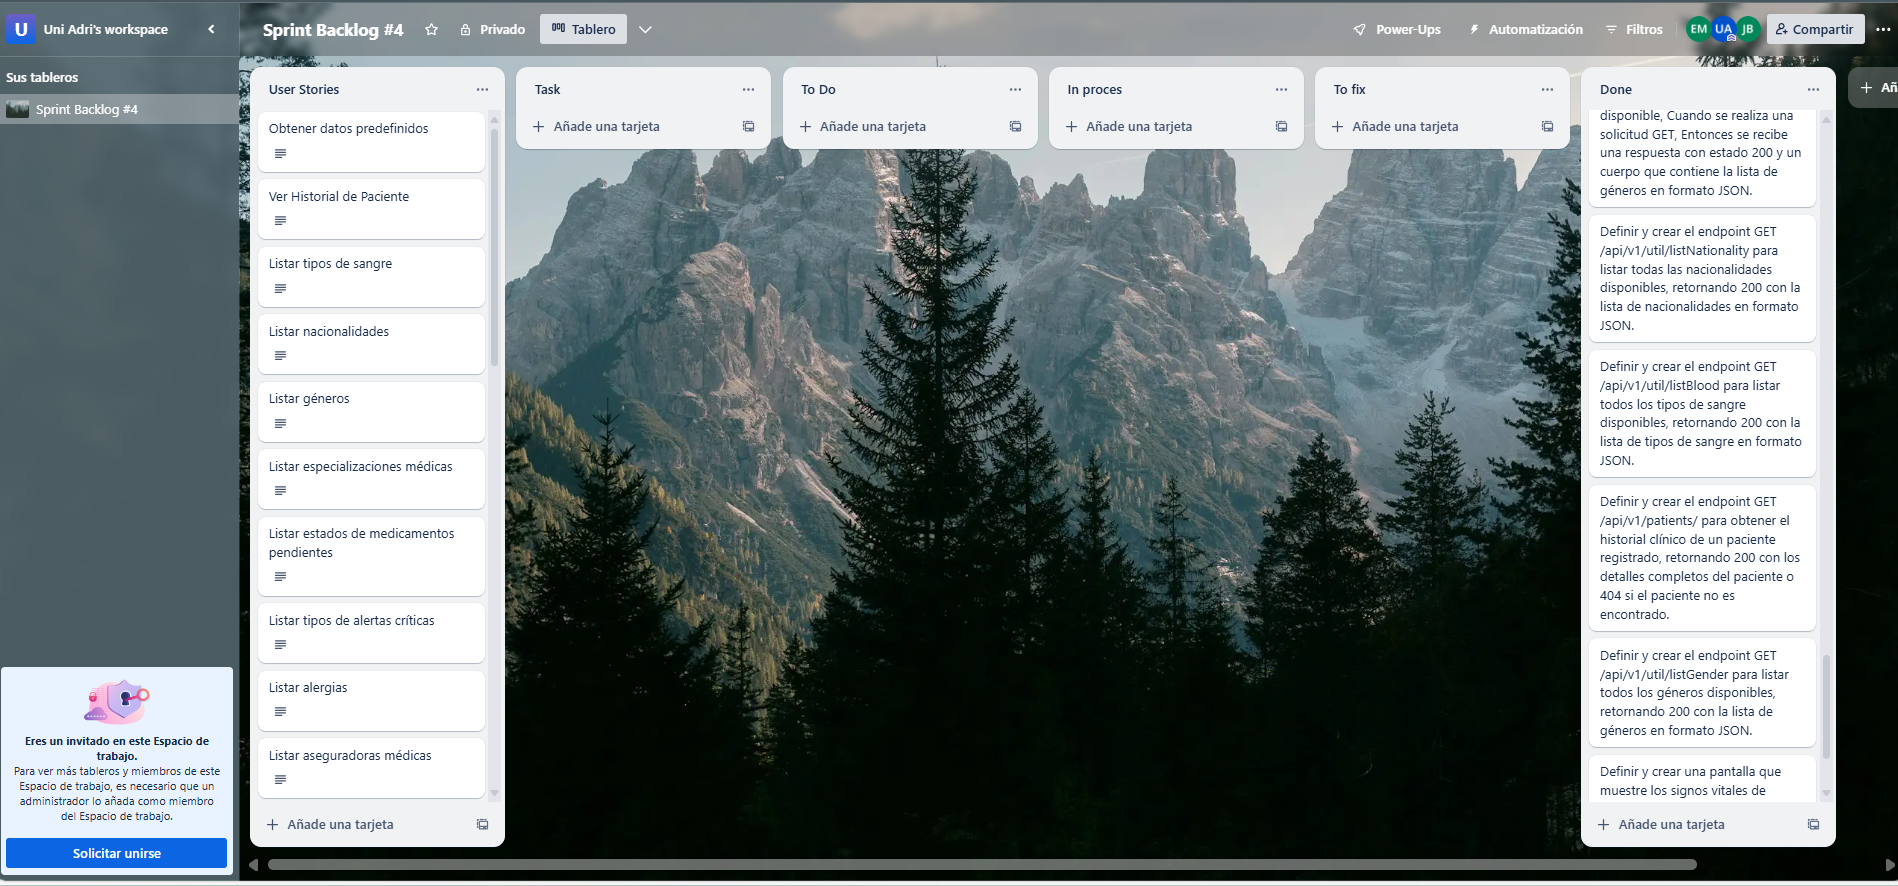 U Uni Adri's workspace
Sus tableros
Sprint Backlog #4
Eres un invitado en este Espacio de
trabajo.
Para ver más tableros y miembros de este
Espacio de trabajo, es necesario que un
administrador lo añada como miembro
del Espacio de trabajo.
Solicitar unirse
Sprint Backlog #4
Privado
Tablero
Power-Ups
Automatización
Filtros
EM
UA
JB
Compartir
User Stories
Obtener datos predefinidos
Ver Historial de Paciente
Listar tipos de sangre
Listar nacionalidades
Listar géneros
Listar especializaciones médicas
Listar estados de medicamentos
pendientes
Listar tipos de alertas críticas
Listar alergias
Listar aseguradoras médicas
Añade una tarjeta
Task
Añade una tarjeta
To Do
Añade una tarjeta
In proces
Añade una tarjeta
To fix
Añade una tarjeta
Done
disponible, Cuando se realiza una
solicitud GET, Entonces se recibe
una respuesta con estado 200 y un
cuerpo que contiene la lista de
géneros en formato JSON.
Definir y crear el endpoint GET
/api/v1/util/listNationality para
listar todas las nacionalidades
disponibles, retornando 200 con la
lista de nacionalidades en formato
JSON.
Definir y crear el endpoint GET
/api/v1/util/listBlood para listar
todos los tipos de sangre
disponibles, retornando 200 con la
lista de tipos de sangre en formato
JSON.
Definir y crear el endpoint GET
/api/v1/patients/ para obtener el
historial clínico de un paciente
registrado, retornando 200 con los
detalles completos del paciente o
404 si el paciente no es
encontrado.
Definir y crear el endpoint GET
/api/v1/util/listGender para listar
todos los géneros disponibles,
retornando 200 con la lista de
géneros en formato JSON.
Definir y crear una pantalla que
muestre los signos vitales de
Añade una tarjeta
Añ